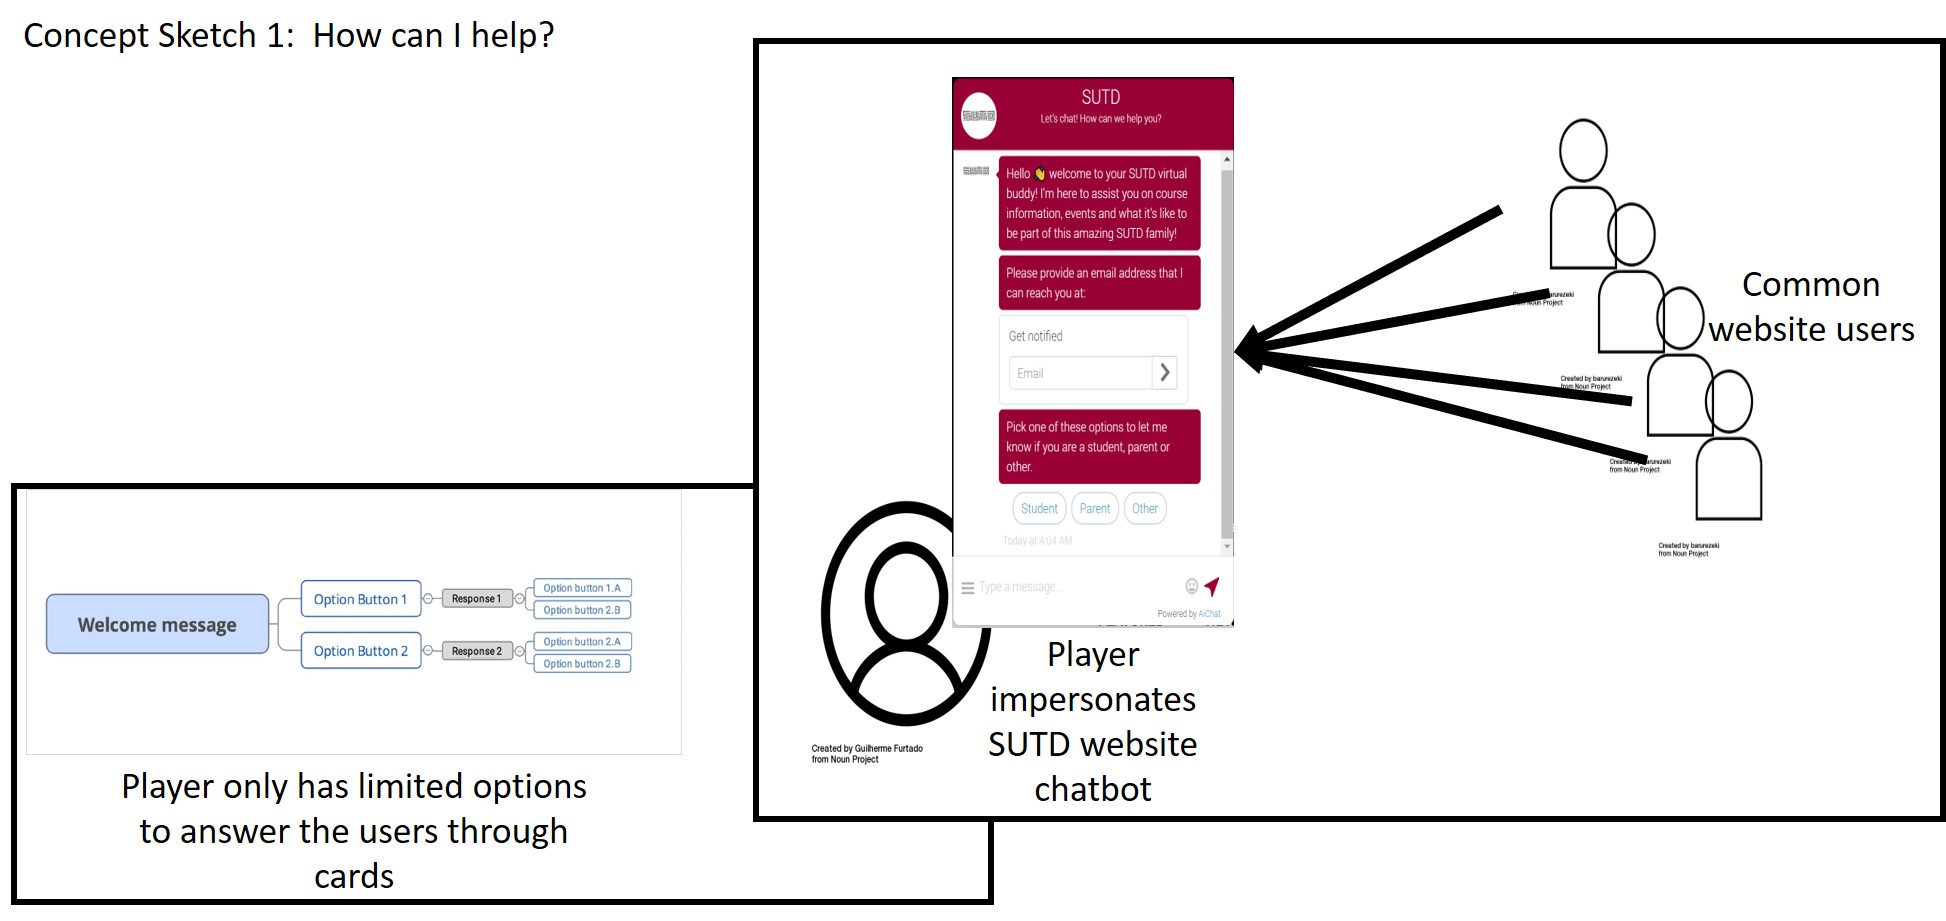 Concept Sketch 1:  How can I help?
SUTD
Let's chat! How can we help you?
Hello 👋 welcome to your SUTD virtual
buddy! I'm here to assist you on course
information, events and what it's like to
be part of this amazing SUTD family!
Please provide an email address that I
can reach you at:
Get notified
Email
Pick one of these options to let me
know if you are a student, parent or
other.
Student
Parent
Other
Today at 4:04 AM
Type a message...
Powered by AiChat
Player
impersonates
SUTD website
chatbot
Created by Guilherme Furtado
from Noun Project
Common
website users
from Noun Project
Created by barurezeki
from Noun Project
from Noun Project
Created by barurezeki
from Noun Project
Welcome message
Option Button 1
Response 1
Option button 1.A
Option button 2.B
Option Button 2
Response 2
Option button 2.A
Option button 2.B
Player only has limited options
to answer the users through
cards